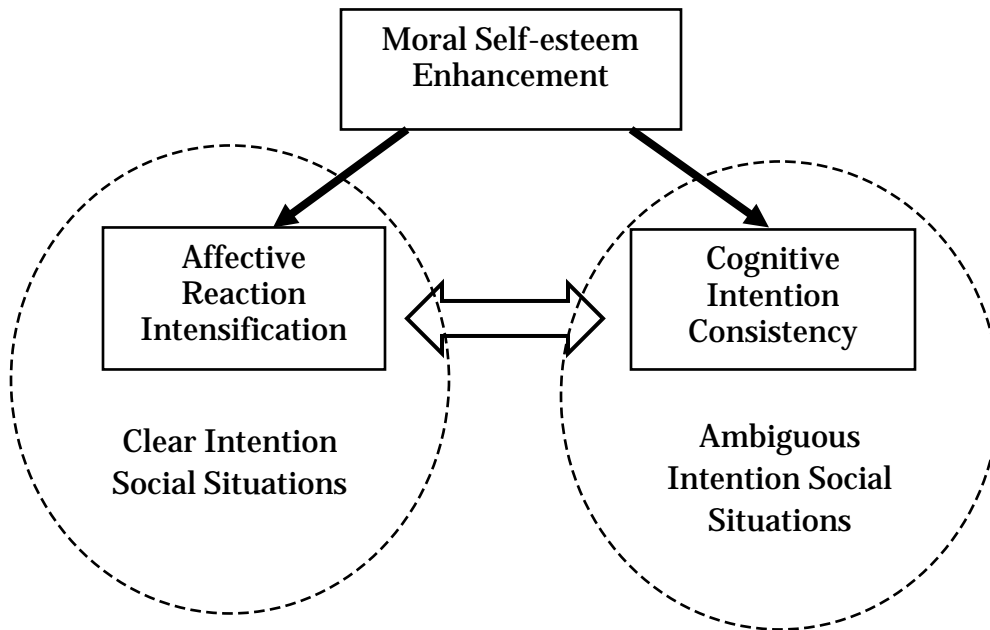 Moral Self-esteem
Enhancement
Affective
Reaction
Intensification
Cognitive
Intention
Consistency
Clear Intention
Social Situations
Ambiguous
Intention Social
Situations